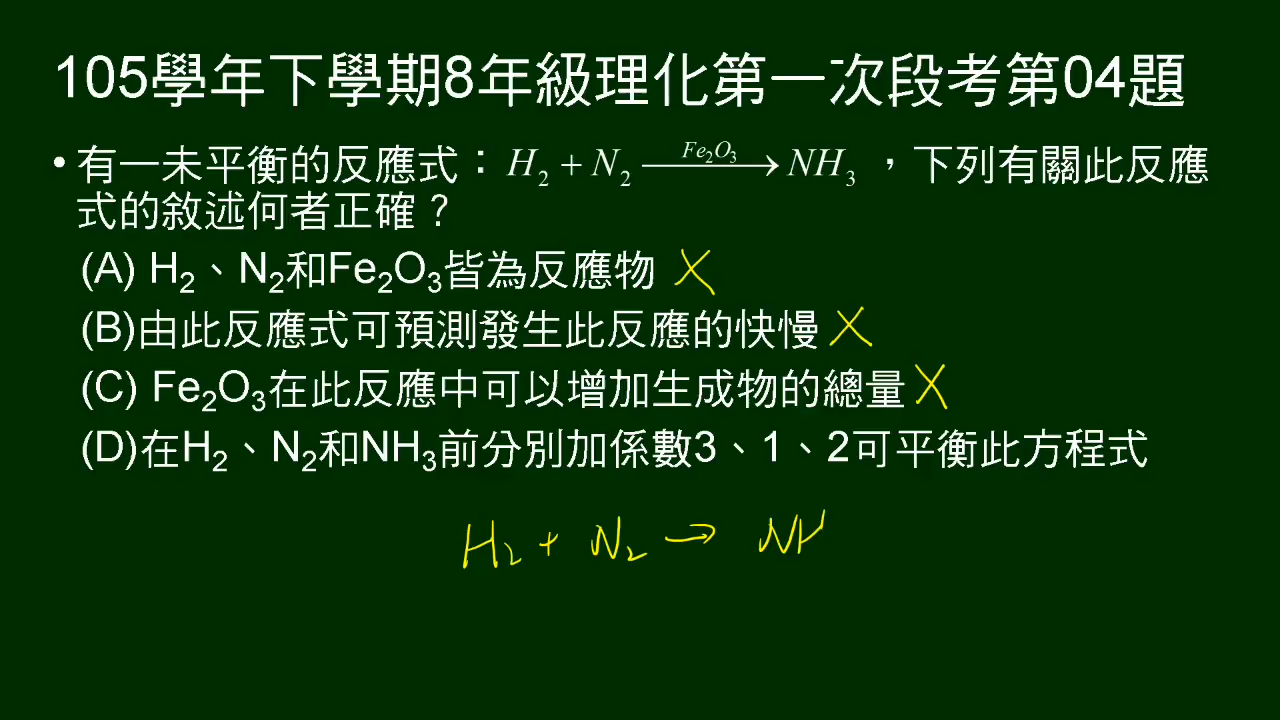 105學年下學期8年級理化第一次段考第04題
• 有一未平衡的反應式：H₂ + N₂ —Fe₂O₃→ NH₃ ，下列有關此反應
式的敘述何者正確？
(A) H₂、N₂和Fe₂O₃皆為反應物 X
(B)由此反應式可預測發生此反應的快慢 X
(C) Fe₂O₃在此反應中可以增加生成物的總量 X
(D)在H₂、N₂和NH₃前分別加係數3、1、2可平衡此方程式
H₂ + N₂ → NH